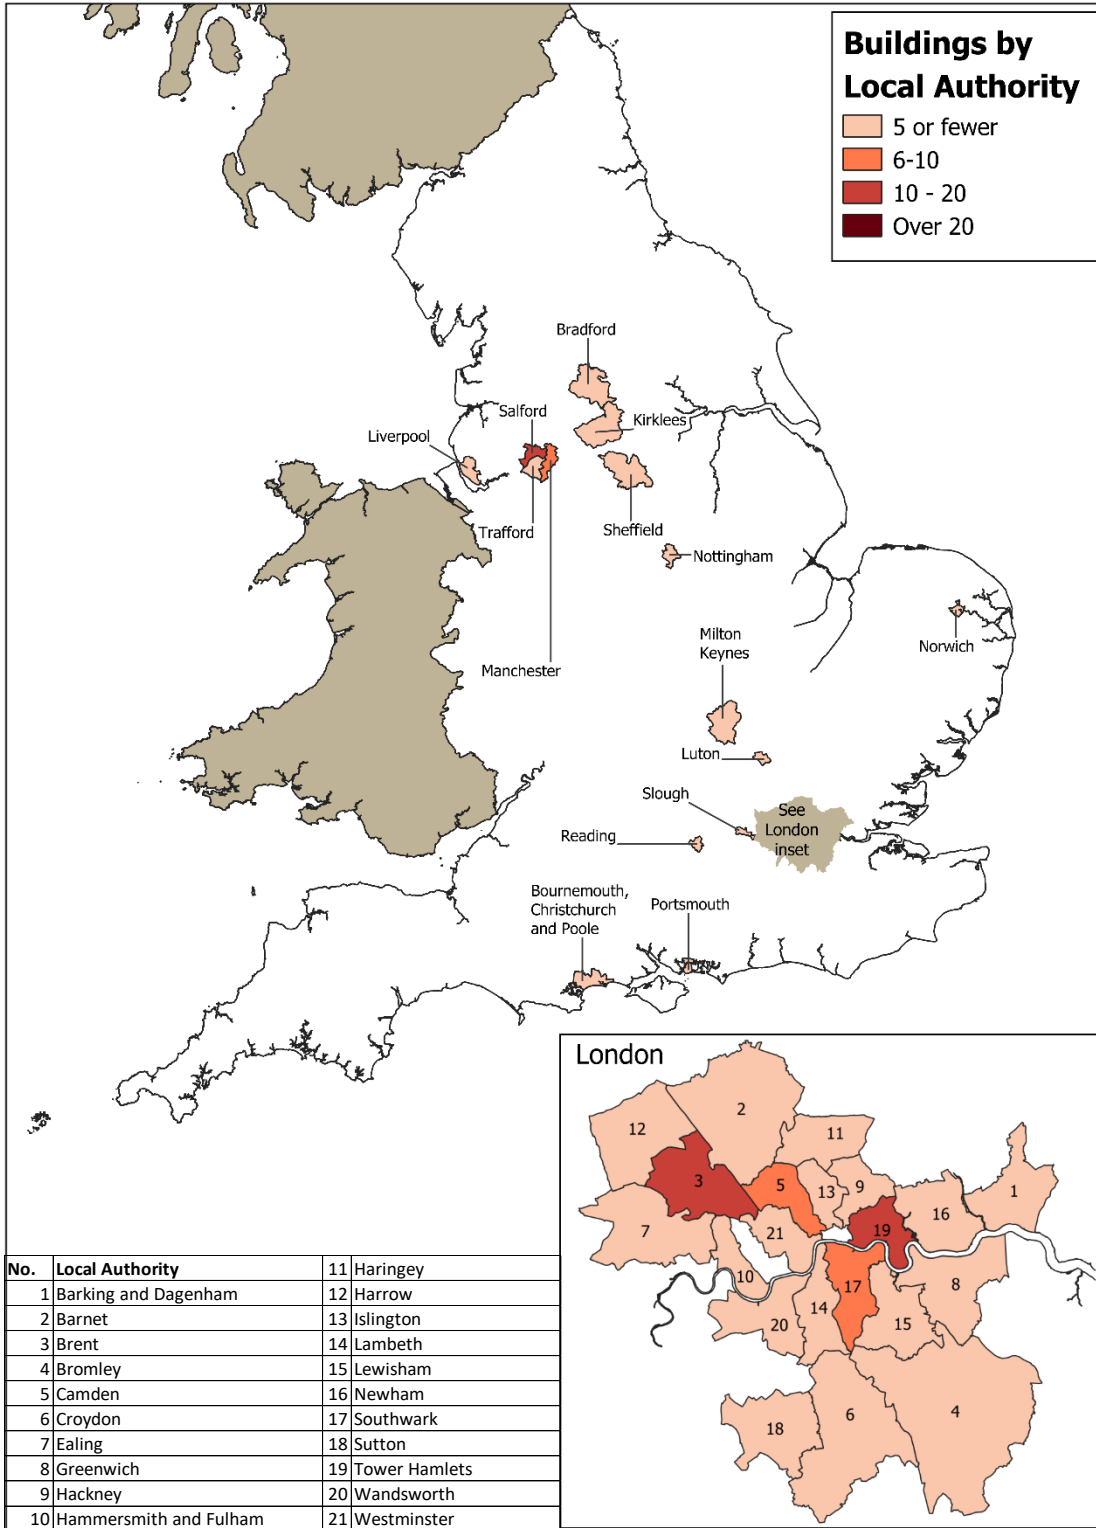 Buildings by
Local Authority
5 or fewer
6-10
10 - 20
Over 20
Bradford
Salford
Kirklees
Liverpool
Trafford
Sheffield
Nottingham
Milton
Keynes
Norwich
Manchester
Luton
Slough
See
London
inset
Reading
Bournemouth,
Christchurch
and Poole
Portsmouth
London
2
12
11
3
5
13
9
1
16
7
21
19
10
17
8
14
20
15
18
6
4
No. Local Authority 11 Haringey
1 Barking and Dagenham 12 Harrow
2 Barnet 13 Islington
3 Brent 14 Lambeth
4 Bromley 15 Lewisham
5 Camden 16 Newham
6 Croydon 17 Southwark
7 Ealing 18 Sutton
8 Greenwich 19 Tower Hamlets
9 Hackney 20 Wandsworth
10 Hammersmith and Fulham 21 Westminster